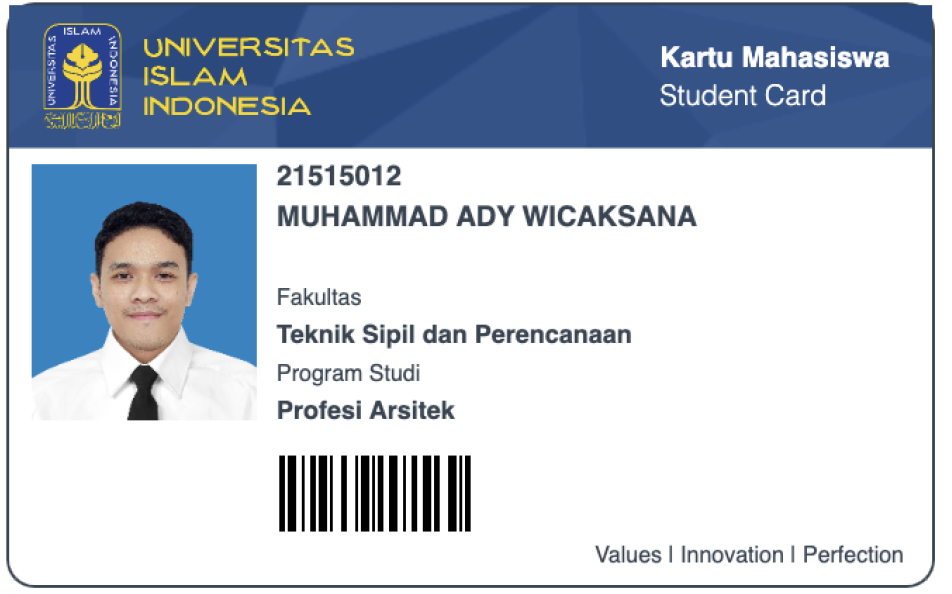 ISLAM
UNIVERSITAS
INDONESIA
UNIVERSITAS
ISLAM
INDONESIA
Kartu Mahasiswa
Student Card
21515012
MUHAMMAD ADY WICAKSANA
Fakultas
Teknik Sipil dan Perencanaan
Program Studi
Profesi Arsitek
Values | Innovation | Perfection